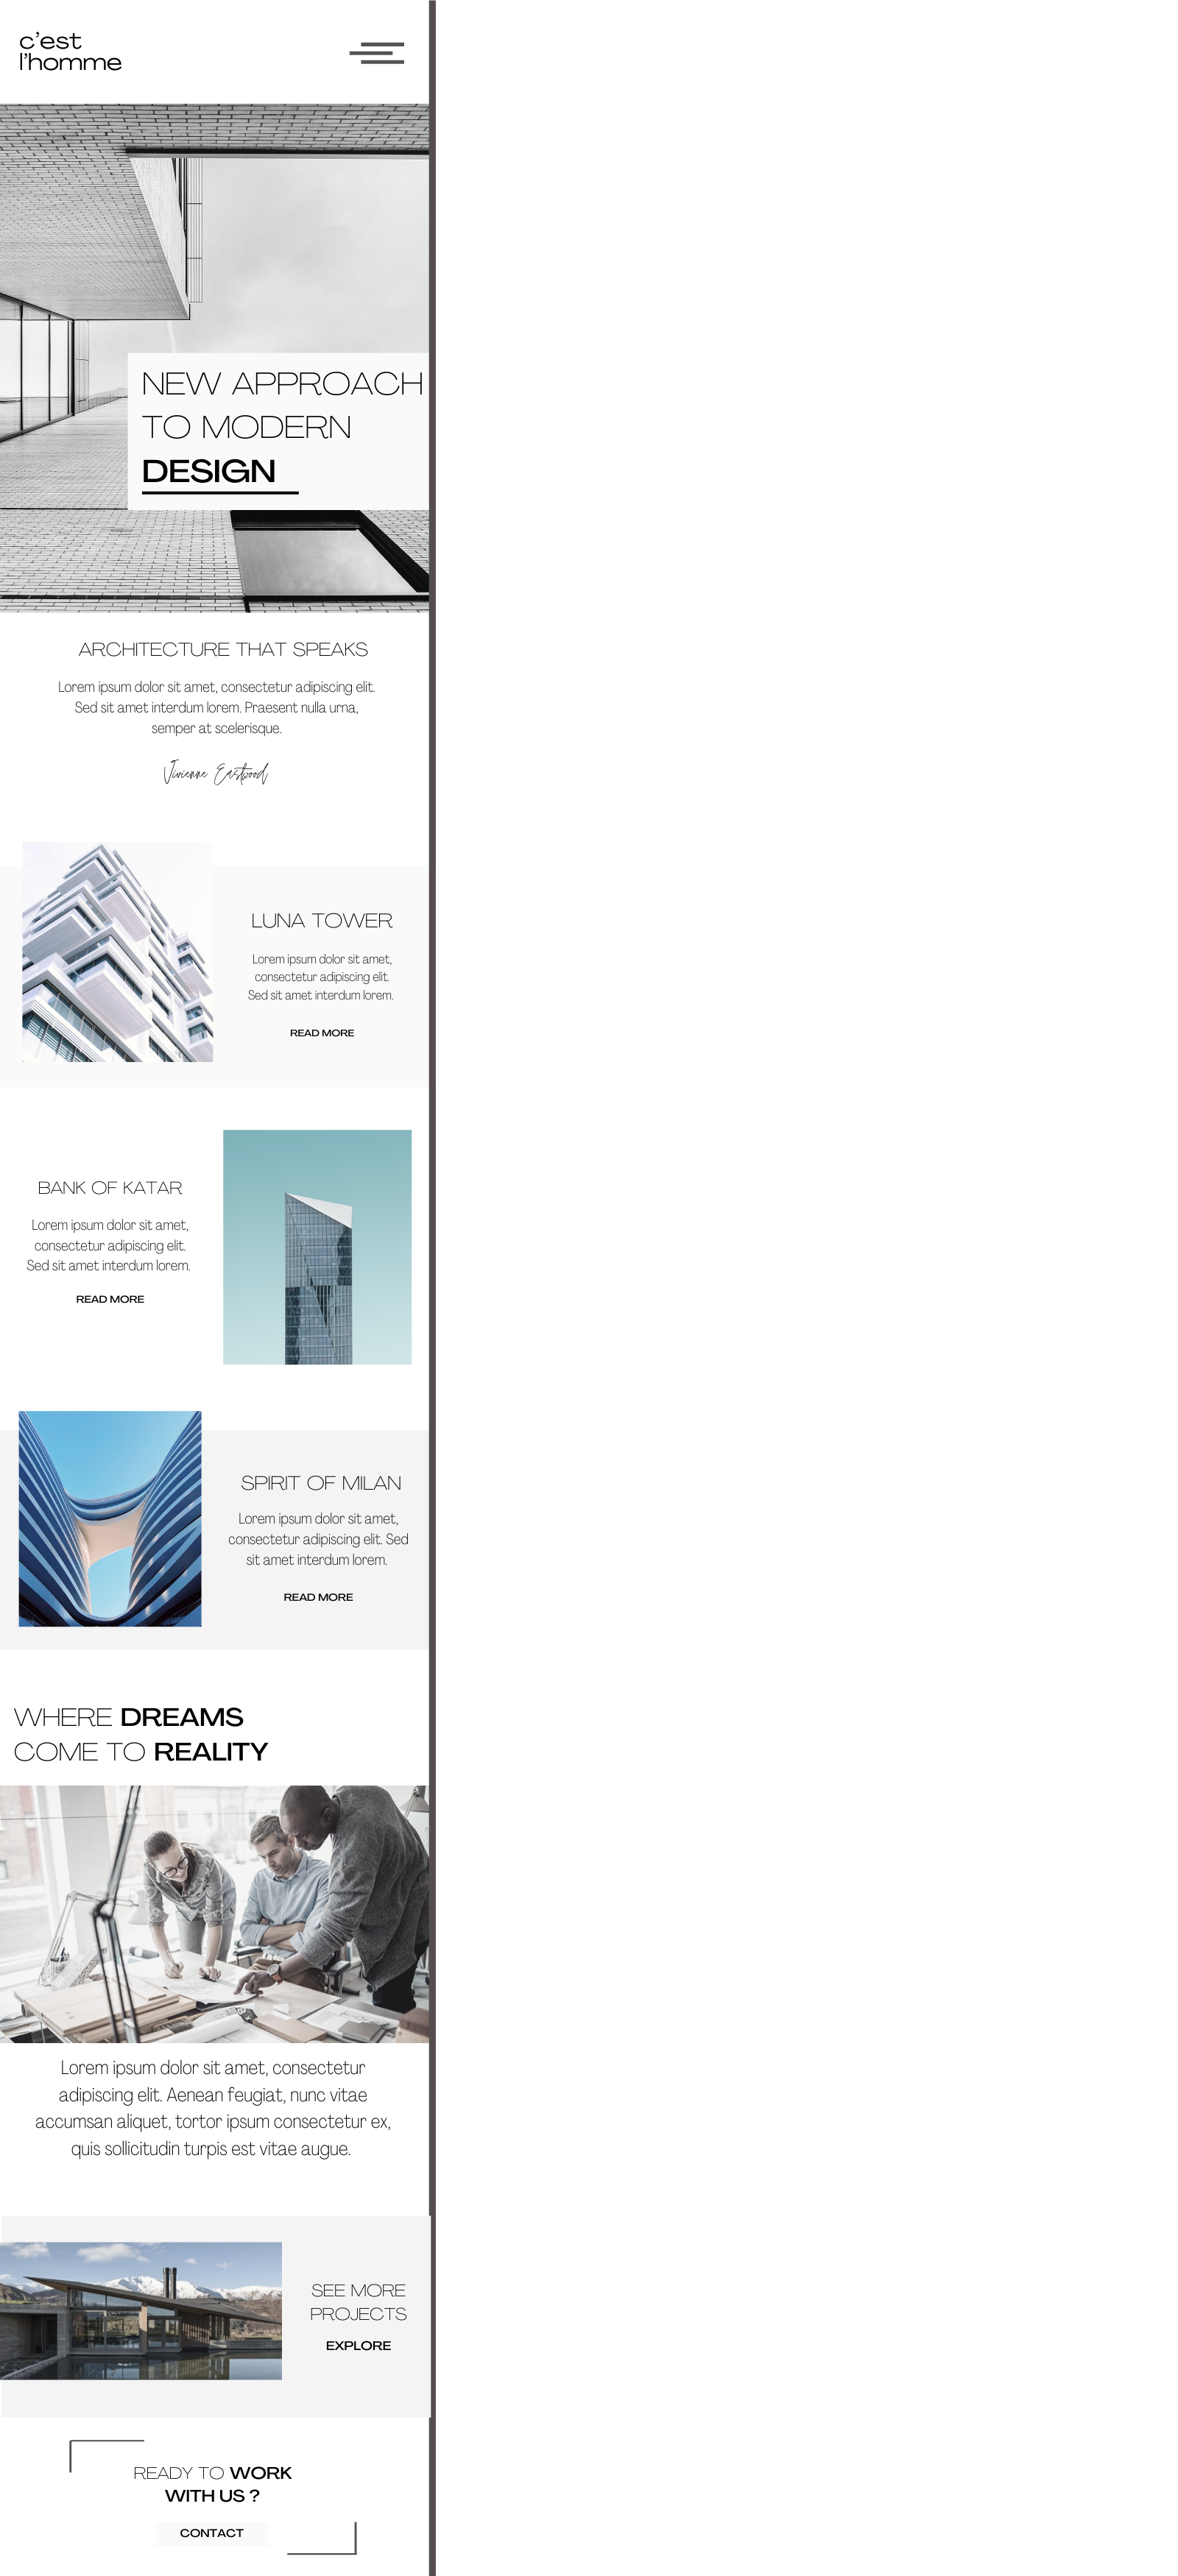 c'est
l'homme
NEW APPROACH
TO MODERN
DESIGN
ARCHITECTURE THAT SPEAKS
Lorem ipsum dolor sit amet, consectetur adipiscing elit.
Sed sit amet interdum lorem. Praesent nulla urna,
semper at scelerisque.
Vivienne Eastwood
LUNA TOWER
Lorem ipsum dolor sit amet,
consectetur adipiscing elit.
Sed sit amet interdum lorem.
READ MORE
BANK OF KATAR
Lorem ipsum dolor sit amet,
consectetur adipiscing elit.
Sed sit amet interdum lorem.
READ MORE
SPIRIT OF MILAN
Lorem ipsum dolor sit amet,
consectetur adipiscing elit. Sed
sit amet interdum lorem.
READ MORE
WHERE DREAMS
COME TO REALITY
Lorem ipsum dolor sit amet, consectetur
adipiscing elit. Aenean feugiat, nunc vitae
accumsan aliquet, tortor ipsum consectetur ex,
quis sollicitudin turpis est vitae augue.
SEE MORE
PROJECTS
EXPLORE
READY TO WORK
WITH US ?
CONTACT